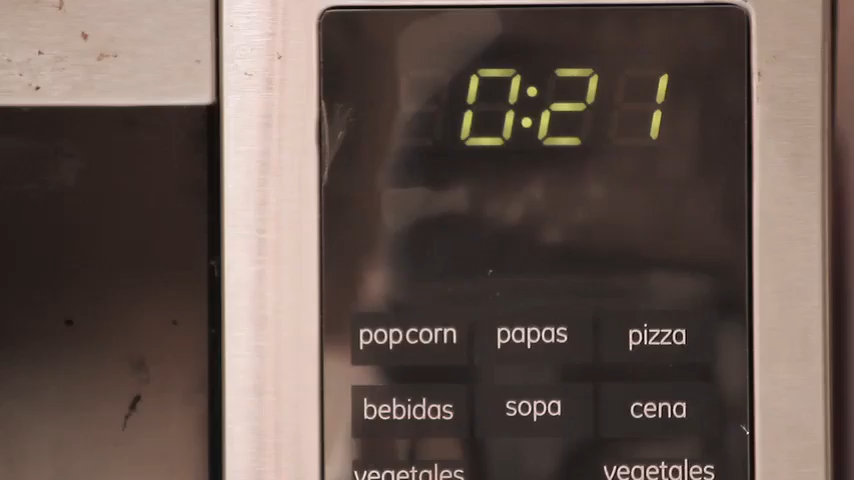 0:21
popcorn papas pizza
bebidas sopa cena
vegetales vegetales